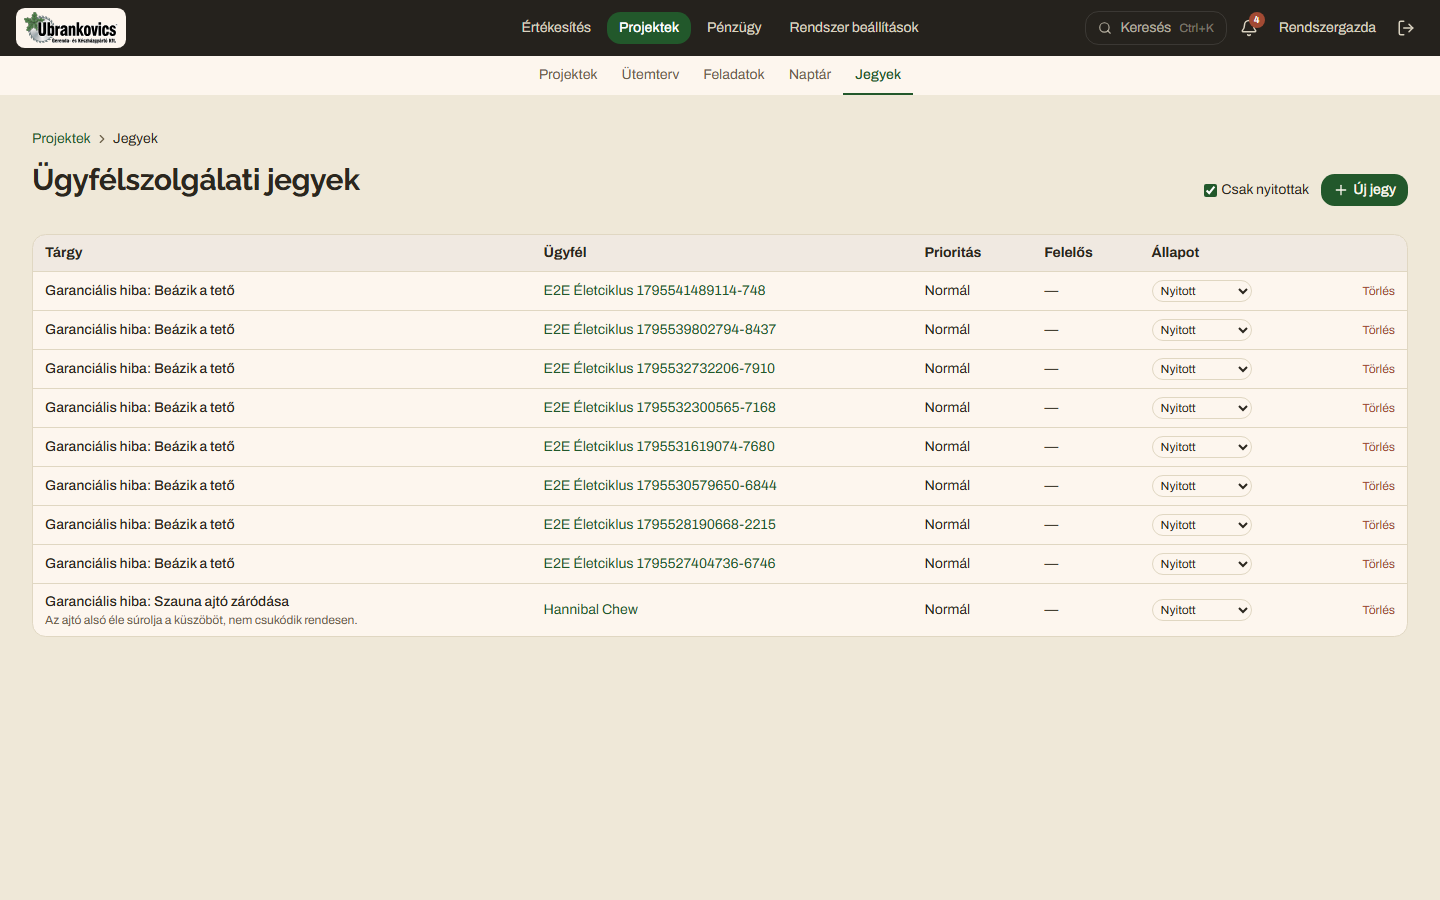 Ubrankovics
Gerenda- és Készházgyártó Kft.
Értékesítés
Projektek
Pénzügy
Rendszer beállítások
Keresés Ctrl+K
4
Rendszergazda
Projektek
Ütemterv
Feladatok
Naptár
Jegyek
Projektek > Jegyek
Ügyfélszolgálati jegyek
Csak nyitottak
+ Új jegy
Tárgy Ügyfél Prioritás Felelős Állapot
Garanciális hiba: Beázik a tető E2E Életciklus 1795541489114-748 Normál — Nyitott Törlés
Garanciális hiba: Beázik a tető E2E Életciklus 1795539802794-8437 Normál — Nyitott Törlés
Garanciális hiba: Beázik a tető E2E Életciklus 1795532732206-7910 Normál — Nyitott Törlés
Garanciális hiba: Beázik a tető E2E Életciklus 1795532300565-7168 Normál — Nyitott Törlés
Garanciális hiba: Beázik a tető E2E Életciklus 1795531619074-7680 Normál — Nyitott Törlés
Garanciális hiba: Beázik a tető E2E Életciklus 1795530579650-6844 Normál — Nyitott Törlés
Garanciális hiba: Beázik a tető E2E Életciklus 1795528190668-2215 Normál — Nyitott Törlés
Garanciális hiba: Beázik a tető E2E Életciklus 1795527404736-6746 Normál — Nyitott Törlés
Garanciális hiba: Szauna ajtó záródása Hannibal Chew Normál — Nyitott Törlés
Az ajtó alsó éle súrolja a küszöböt, nem csukódik rendesen.